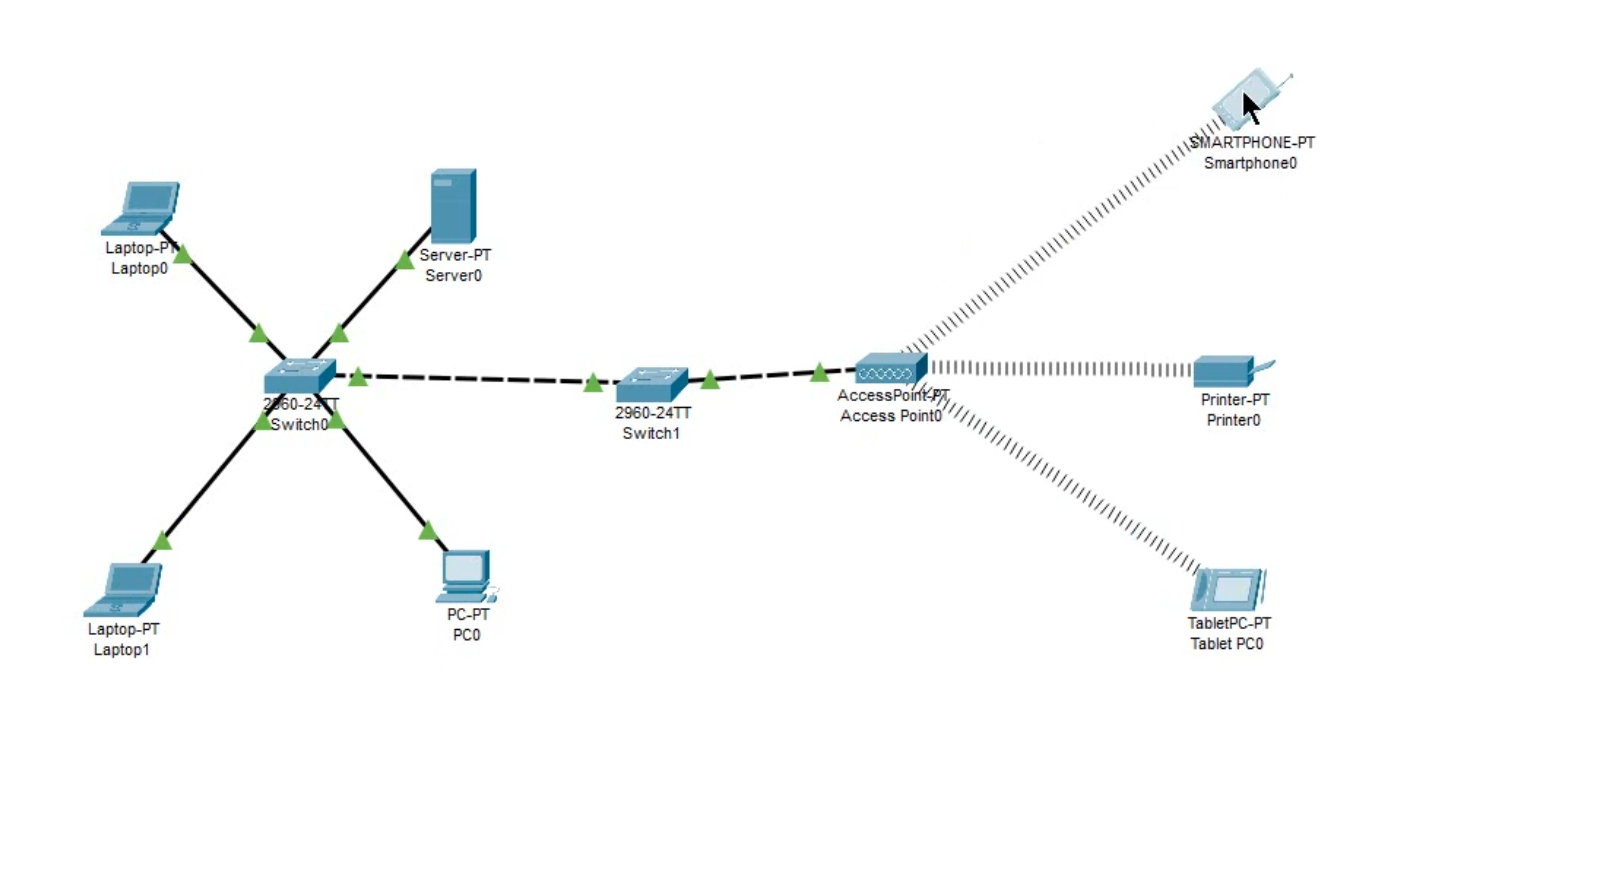 SMARTPHONE-PT
Smartphone0
Laptop-PT
Laptop0
Server-PT
Server0
2960-24TT
Switch0
2960-24TT
Switch1
AccessPoint-PT
Access Point0
Printer-PT
Printer0
Laptop-PT
Laptop1
PC-PT
PC0
TabletPC-PT
Tablet PC0